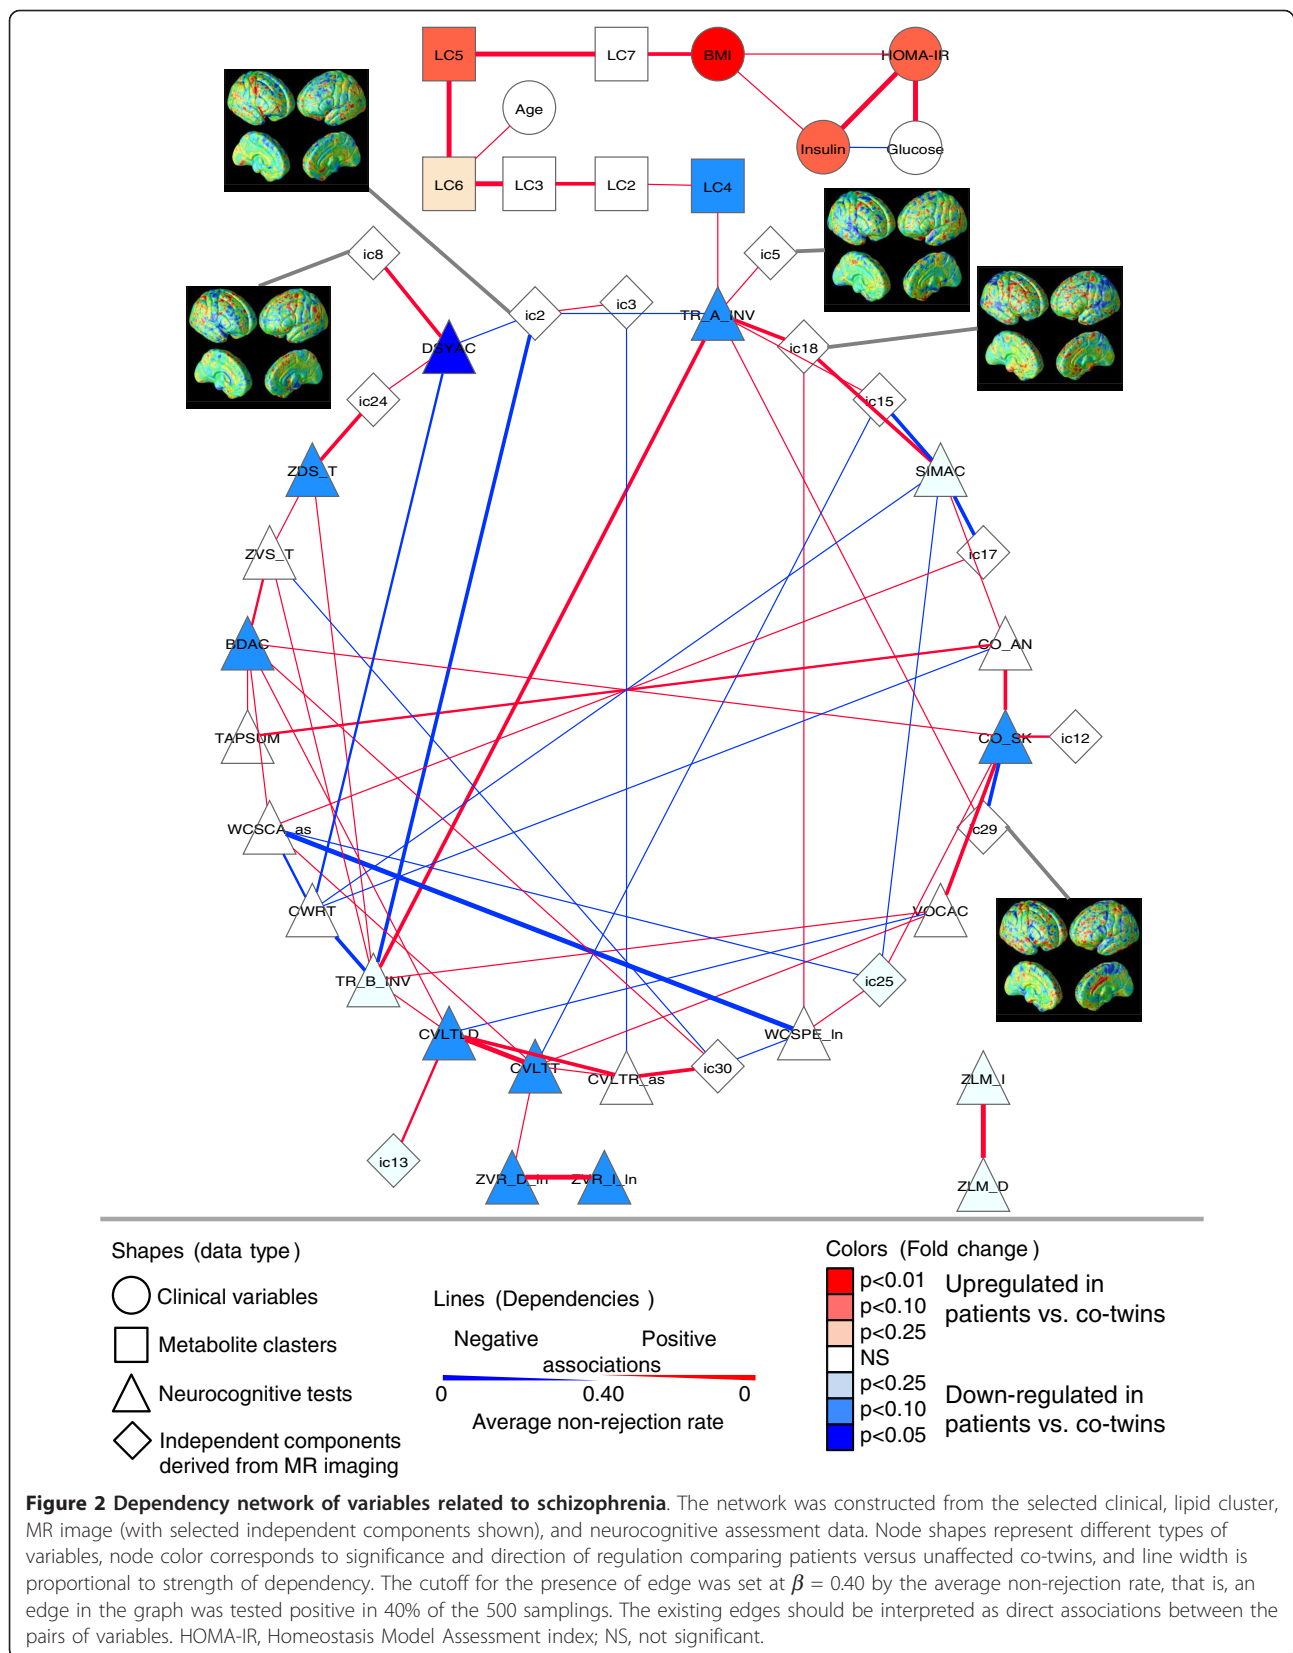 LC5
LC7
BMI
HOMA-IR
Age
Insulin
Glucose
LC6
LC3
LC2
LC4
ic8
ic5
ic2
ic3
TR_A_INV
DSYAC
ic18
ic24
ic15
ZDS_T
SIMAC
ZVS_T
ic17
BDAC
CO_AN
TAPSUM
CO_SK
ic12
WCSCA_as
ic29
CWRT
VOCAC
TR_B_INV
ic25
CVLTLD
WCSPE_ln
CVLTT
CVLTR_as
ic30
ZLM_I
ic13
ZVR_D_ln
ZVR_I_ln
ZLM_D
Shapes (data type)
Clinical variables
Metabolite clasters
Neurocognitive tests
Independent components
derived from MR imaging
Lines (Dependencies)
Negative Positive
associations
0 0.40 0
Average non-rejection rate
Colors (Fold change)
p<0.01
p<0.10
p<0.25
NS
p<0.25
p<0.10
p<0.05
Upregulated in
patients vs. co-twins
Down-regulated in
patients vs. co-twins
Figure 2 Dependency network of variables related to schizophrenia. The network was constructed from the selected clinical, lipid cluster,
MR image (with selected independent components shown), and neurocognitive assessment data. Node shapes represent different types of
variables, node color corresponds to significance and direction of regulation comparing patients versus unaffected co-twins, and line width is
proportional to strength of dependency. The cutoff for the presence of edge was set at β = 0.40 by the average non-rejection rate, that is, an
edge in the graph was tested positive in 40% of the 500 samplings. The existing edges should be interpreted as direct associations between the
pairs of variables. HOMA-IR, Homeostasis Model Assessment index; NS, not significant.